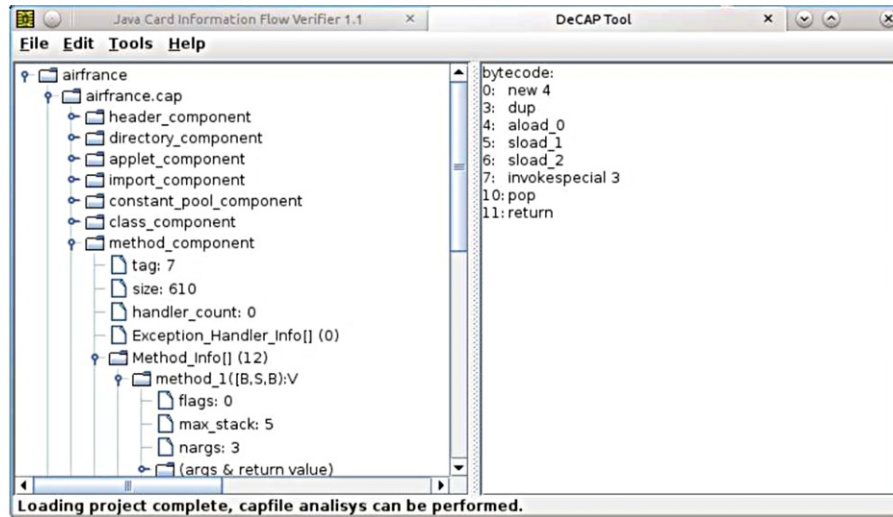 Java Card Information Flow Verifier 1.1
DeCAP Tool
File Edit Tools Help
airfrance
airfrance.cap
header_component
directory_component
applet_component
import_component
constant_pool_component
class_component
method_component
tag: 7
size: 610
handler_count: 0
Exception_Handler_Info[] (0)
Method_Info[] (12)
method_1([B,S,B):V
flags: 0
max_stack: 5
nargs: 3
(args & return value)
bytecode:
0: new 4
3: dup
4: aload_0
5: sload_1
6: sload_2
7: invokespecial 3
10: pop
11: return
Loading project complete, capfile analisys can be performed.